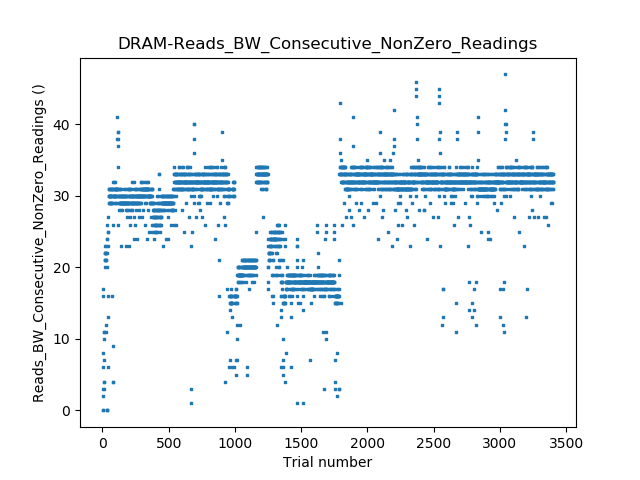 DRAM-Reads_BW_Consecutive_NonZero_Readings
Reads_BW_Consecutive_NonZero_Readings ()
40
30
20
10
0
0 500 1000 1500 2000 2500 3000 3500
Trial number